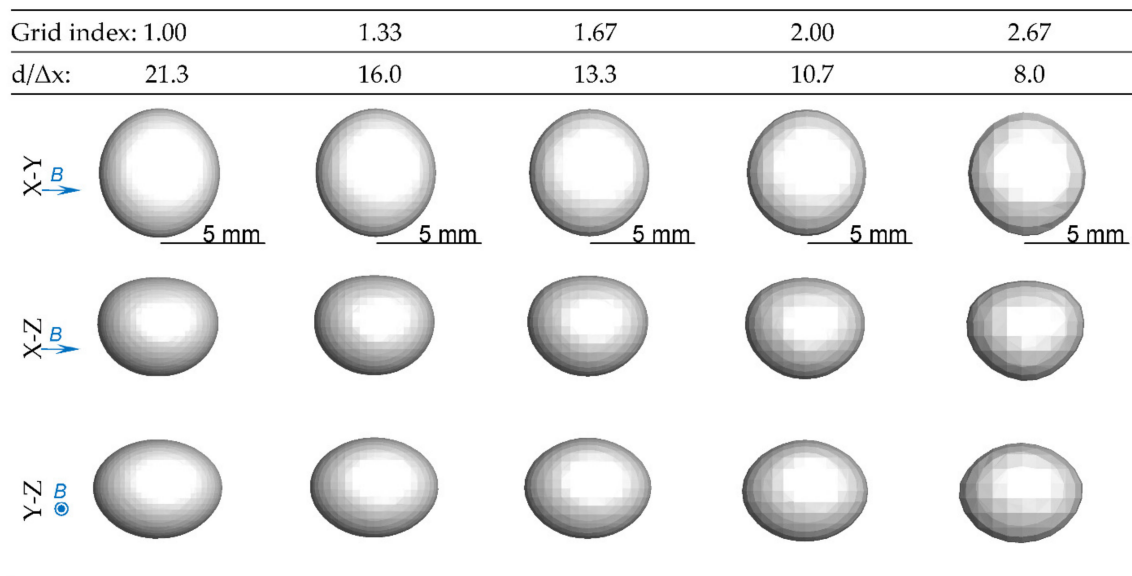 Grid index: 1.00 1.33 1.67 2.00 2.67
d/Δx: 21.3 16.0 13.3 10.7 8.0
X-Y B
5 mm 5 mm 5 mm 5 mm 5 mm
X-Z B
Y-Z B